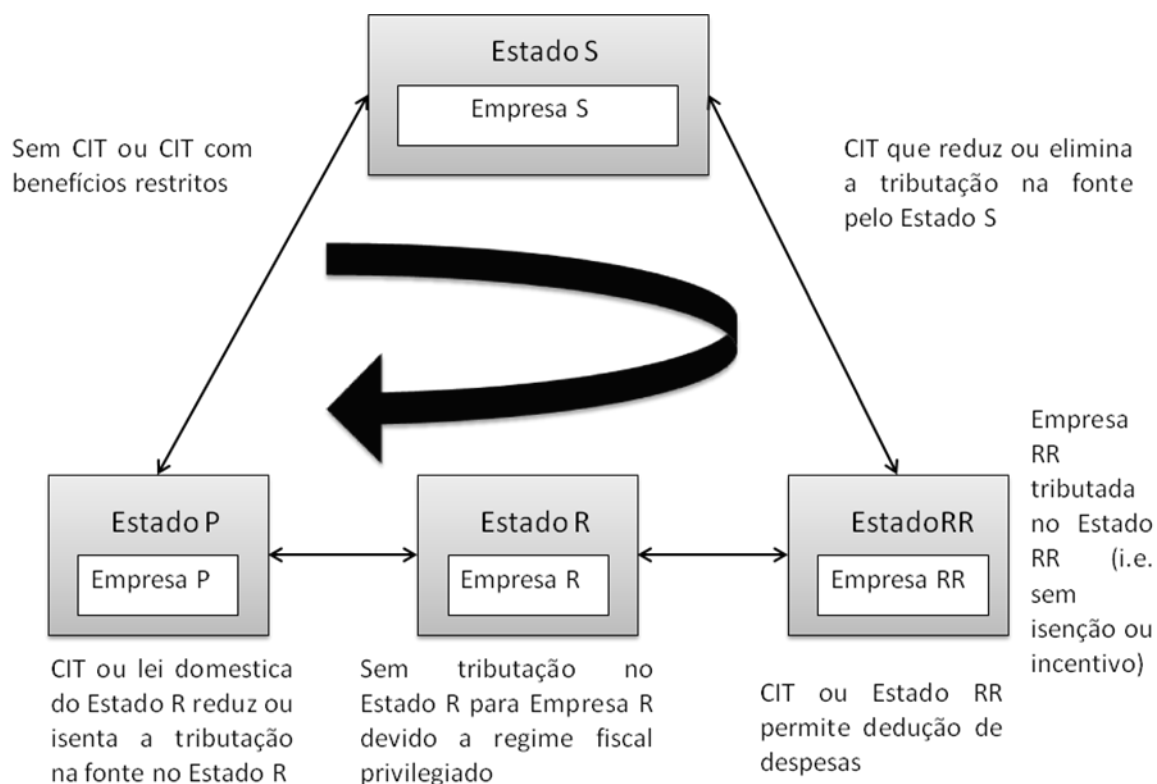 Estado S
Empresa S
Sem CIT ou CIT com
benefícios restritos
CIT que reduz ou elimina
a tributação na fonte
pelo Estado S
Estado P
Empresa P
Estado R
Empresa R
EstadoRR
Empresa RR
Empresa
RR
tributada
no Estado
RR (i.e.
sem
isenção ou
incentivo)
CIT ou lei domestica
do Estado R reduz ou
isenta a tributação
na fonte no Estado R
Sem tributação no
Estado R para Empresa R
devido a regime fiscal
privilegiado
CIT ou Estado RR
permite dedução de
despesas